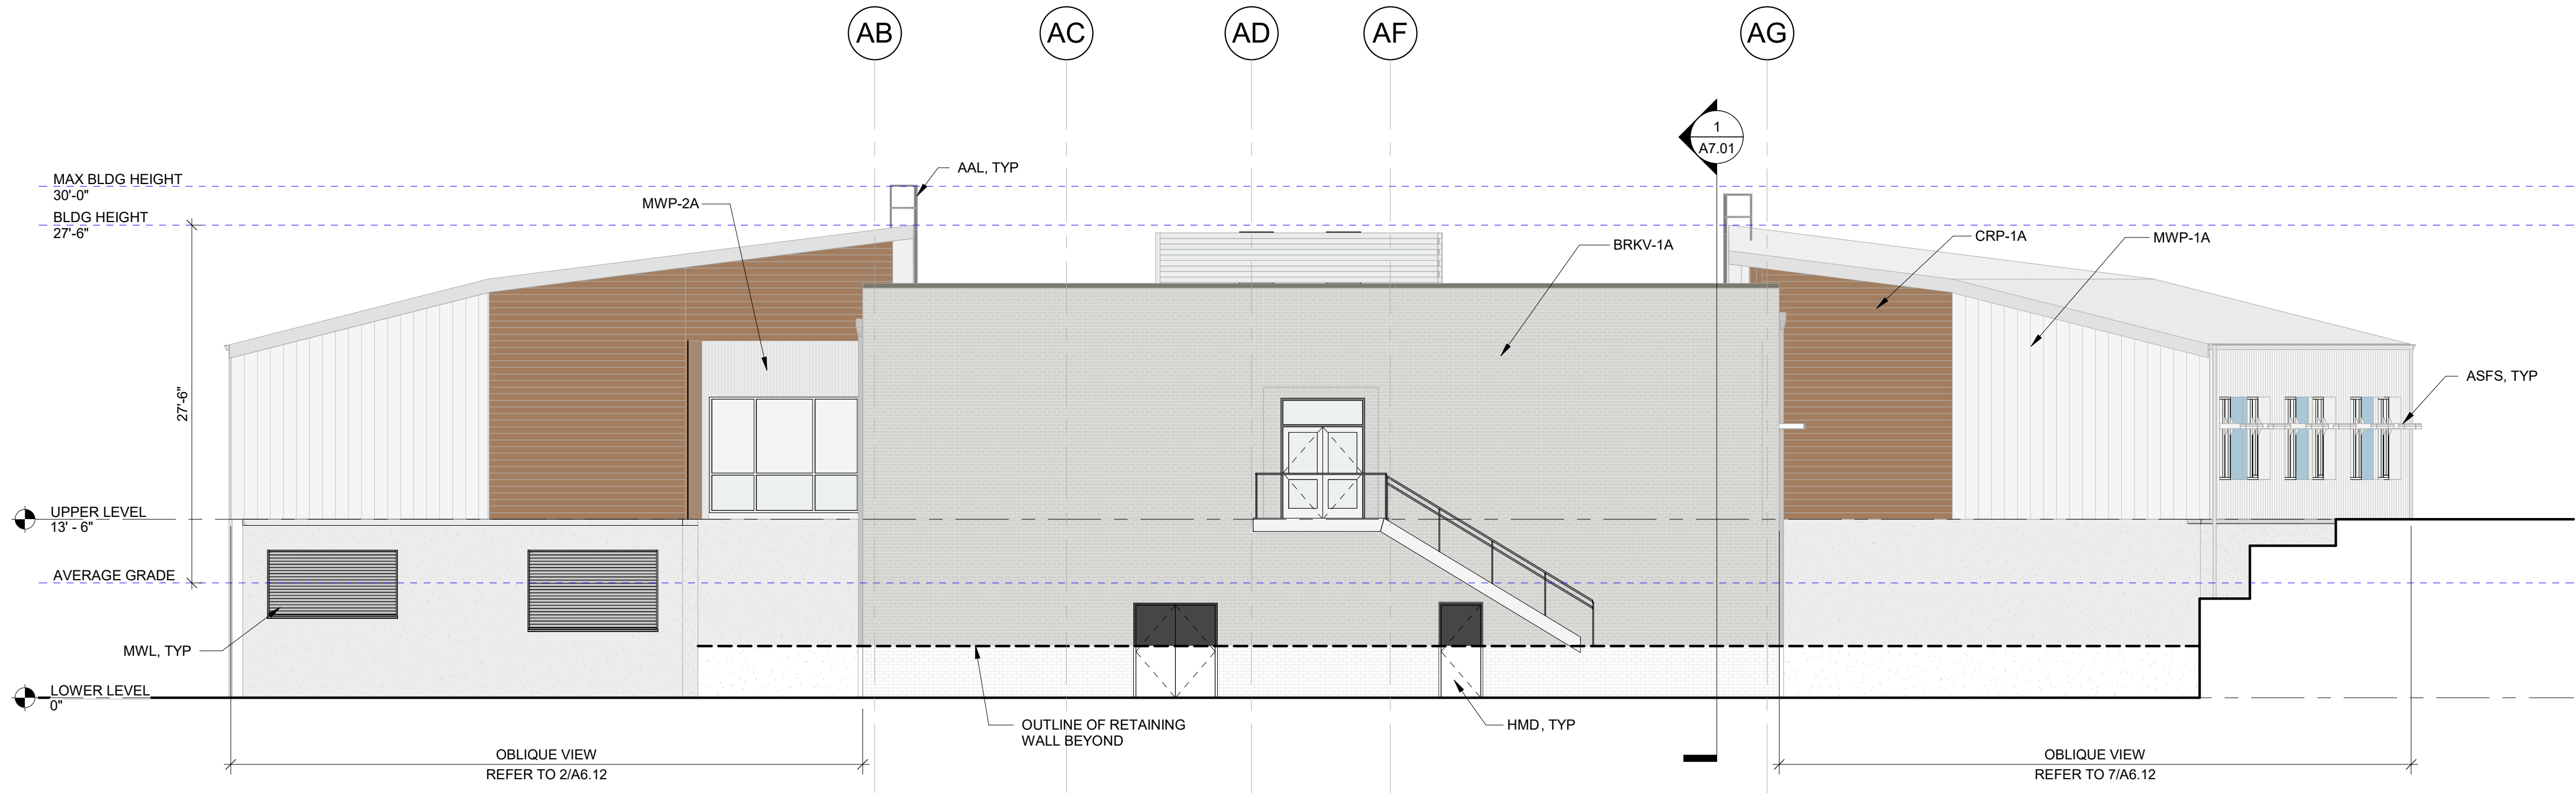 AB
AC
AD
AF
AG
1
A7.01
MAX BLDG HEIGHT
30'-0"
AAL, TYP
BLDG HEIGHT
27'-6"
MWP-2A
BRKV-1A
CRP-1A
MWP-1A
ASFS, TYP
27'-6"
UPPER LEVEL
13' - 6"
AVERAGE GRADE
MWL, TYP
LOWER LEVEL
0"
OUTLINE OF RETAINING
WALL BEYOND
HMD, TYP
OBLIQUE VIEW
REFER TO 2/A6.12
OBLIQUE VIEW
REFER TO 7/A6.12